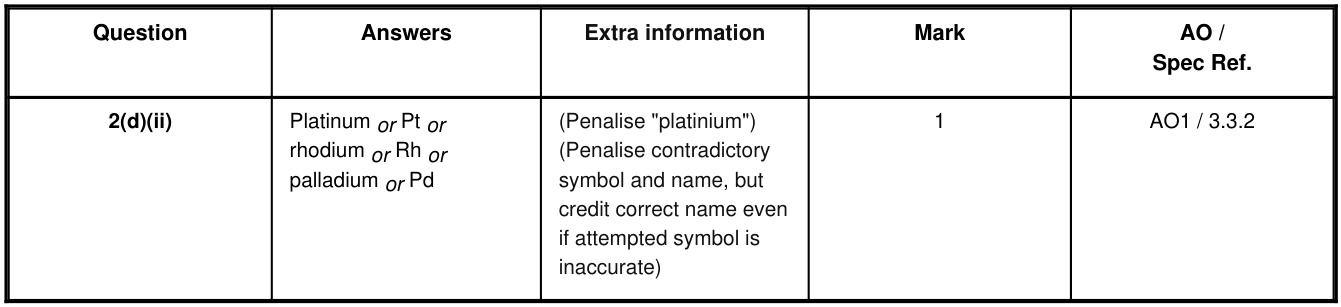 Question Answers Extra information Mark AO /
Spec Ref.
2(d)(ii) Platinum or Pt or (Penalise "platinium") 1 AO1 / 3.3.2
rhodium or Rh or (Penalise contradictory
palladium or Pd symbol and name, but
credit correct name even
if attempted symbol is
inaccurate)